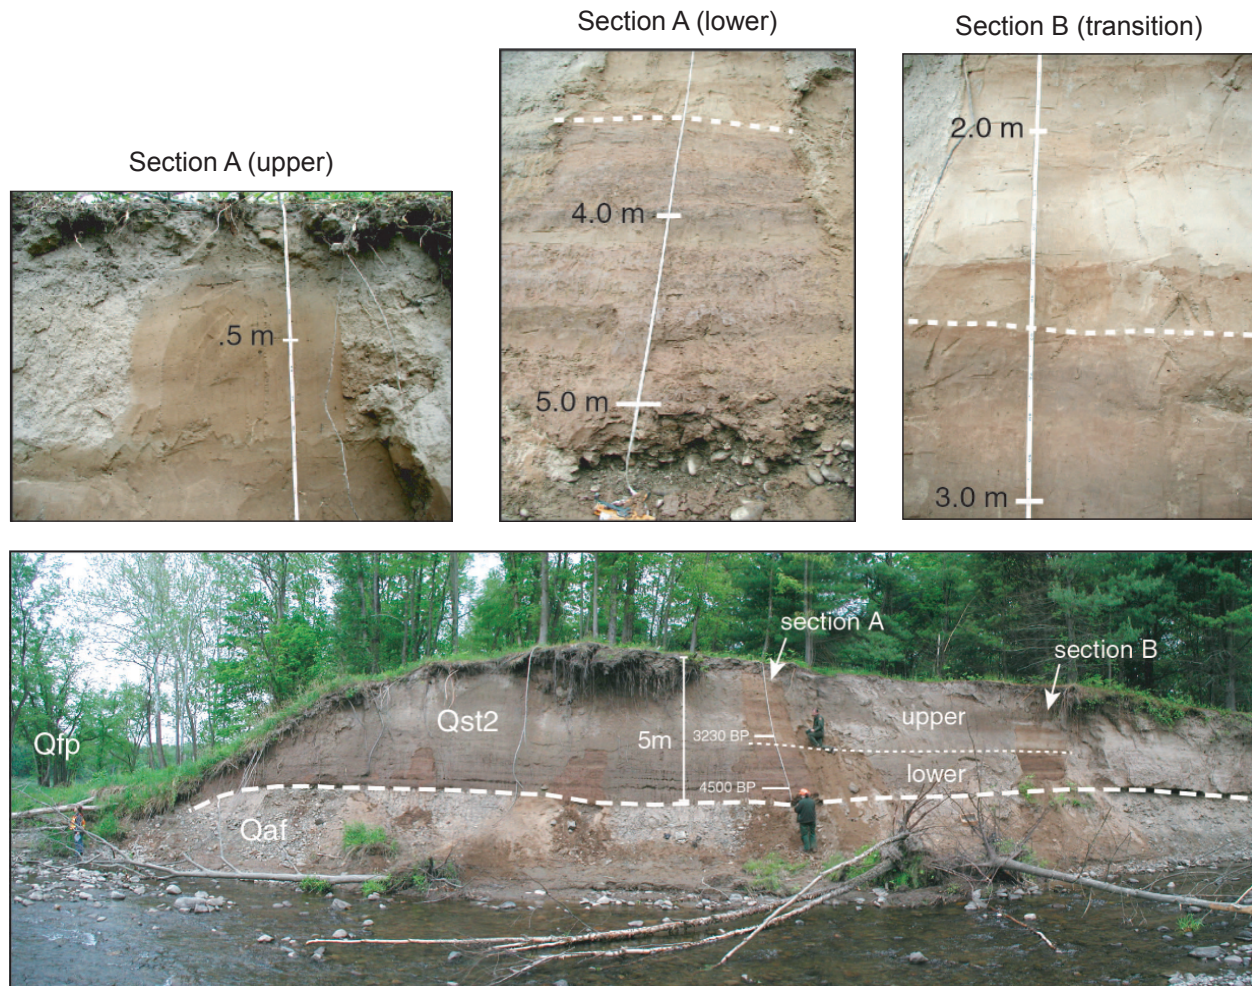 Section A (upper)
Section A (lower)
Section B (transition)
.5 m
4.0 m
5.0 m
2.0 m
3.0 m
Qfp
Qst2
Qaf
5m
3230 BP
4500 BP
section A
section B
upper
lower